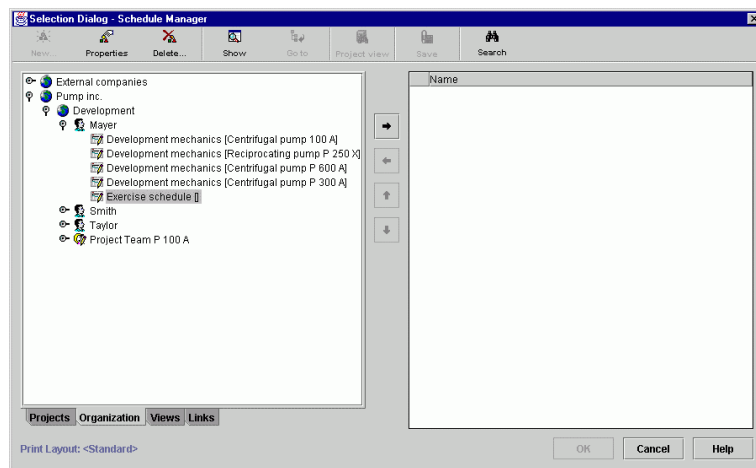 Selection Dialog - Schedule Manager
New... Properties Delete... Show Go to Project view Save Search
External companies
Pump inc.
Development
Mayer
Development mechanics [Centrifugal pump 100 A]
Development mechanics [Reciprocating pump P 250 X]
Development mechanics [Centrifugal pump P 600 A]
Development mechanics [Centrifugal pump P 300 A]
Exercise schedule []
Smith
Taylor
Project Team P 100 A
Name
Projects Organization Views Links
Print Layout: <Standard>
OK Cancel Help